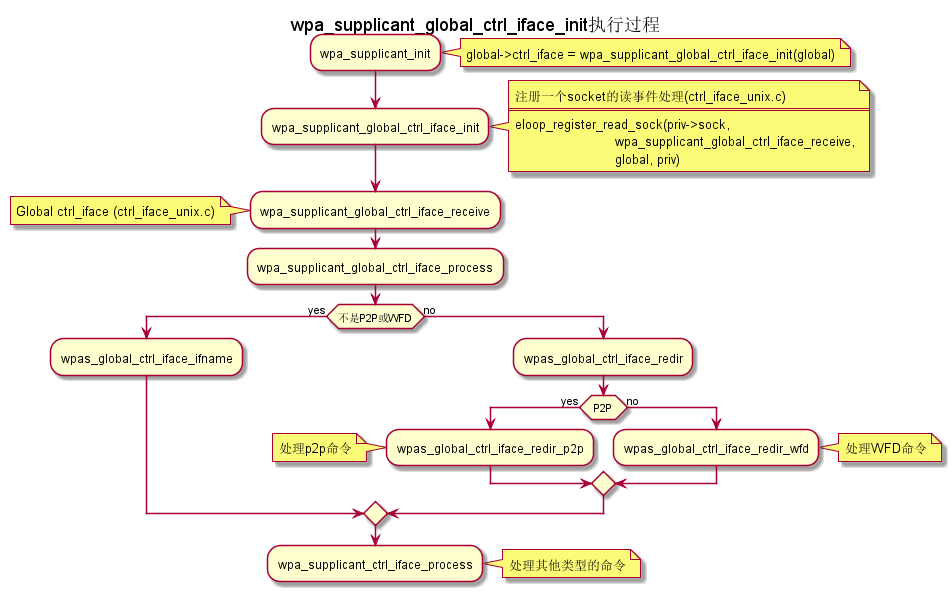 wpa_supplicant_global_ctrl_iface_init执行过程
wpa_supplicant_init
global->ctrl_iface = wpa_supplicant_global_ctrl_iface_init(global)
wpa_supplicant_global_ctrl_iface_init
注册一个socket的读事件处理(ctrl_iface_unix.c)
eloop_register_read_sock(priv->sock,
wpa_supplicant_global_ctrl_iface_receive,
global, priv)
Global ctrl_iface (ctrl_iface_unix.c)
wpa_supplicant_global_ctrl_iface_receive
wpa_supplicant_global_ctrl_iface_process
yes
不是P2P或WFD
no
wpas_global_ctrl_iface_ifname
wpas_global_ctrl_iface_redir
yes
P2P
no
处理p2p命令
wpas_global_ctrl_iface_redir_p2p
wpas_global_ctrl_iface_redir_wfd
处理WFD命令
wpa_supplicant_ctrl_iface_process
处理其他类型的命令